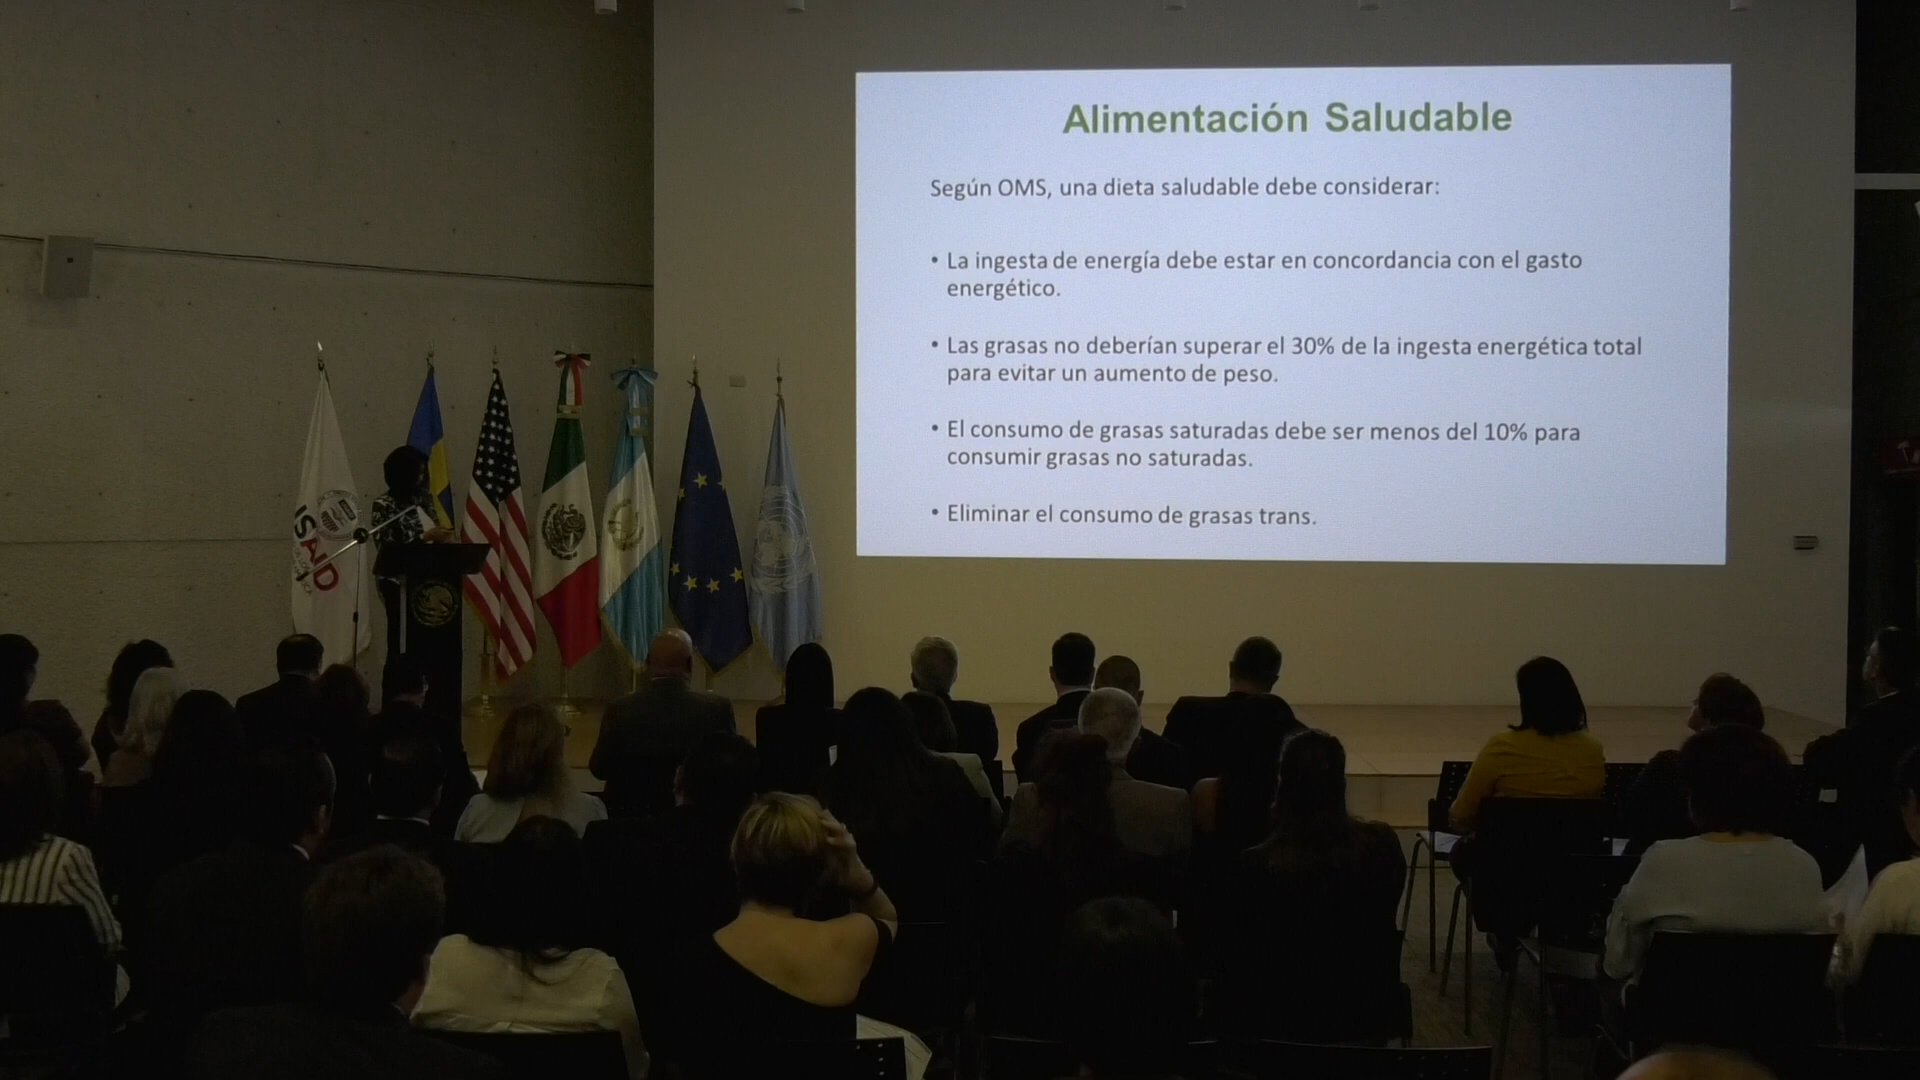 Alimentación Saludable
Según OMS, una dieta saludable debe considerar:
• La ingesta de energía debe estar en concordancia con el gasto
energético.
• Las grasas no deberían superar el 30% de la ingesta energética total
para evitar un aumento de peso.
• El consumo de grasas saturadas debe ser menos del 10% para
consumir grasas no saturadas.
• Eliminar el consumo de grasas trans.